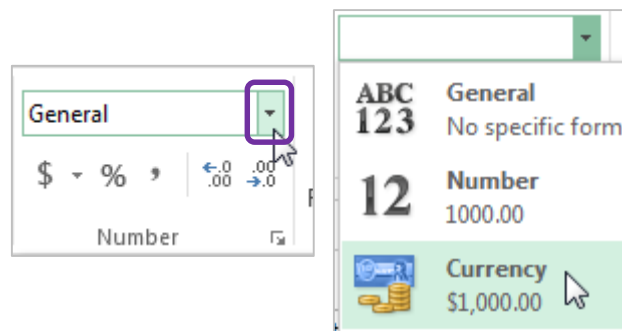 General
$ % ,
←.0 .00
.00 →.0
Number
ABC
123
General
No specific form
12
Number
1000.00
Currency
$1,000.00